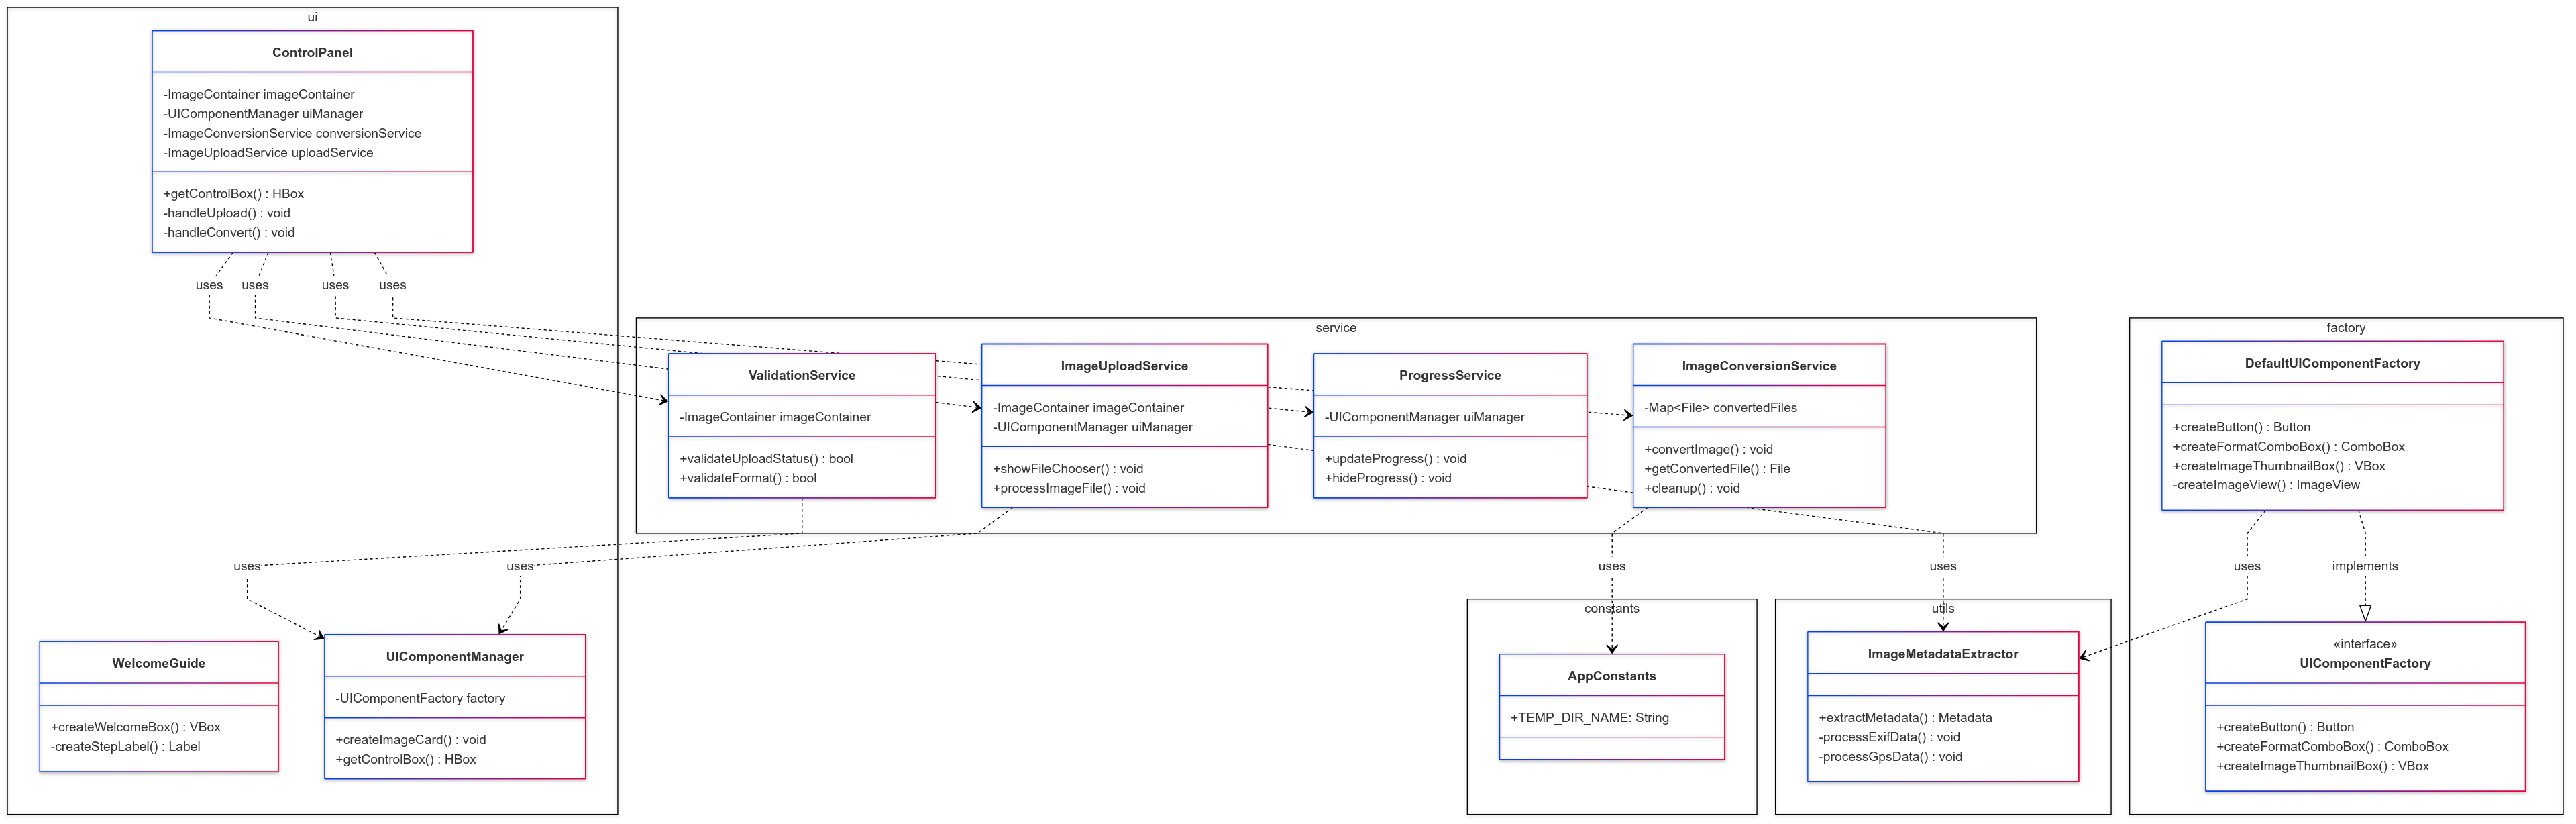 ui
ControlPanel
-ImageContainer imageContainer
-UIComponentManager uiManager
-ImageConversionService conversionService
-ImageUploadService uploadService
+getControlBox() : HBox
-handleUpload() : void
-handleConvert() : void
uses
uses
uses
uses
service
ValidationService
-ImageContainer imageContainer
+validateUploadStatus() : bool
+validateFormat() : bool
ImageUploadService
-ImageContainer imageContainer
-UIComponentManager uiManager
+showFileChooser() : void
+processImageFile() : void
ProgressService
-UIComponentManager uiManager
+updateProgress() : void
+hideProgress() : void
ImageConversionService
-Map<File> convertedFiles
+convertImage() : void
+getConvertedFile() : File
+cleanup() : void
factory
DefaultUIComponentFactory
+createButton() : Button
+createFormatComboBox() : ComboBox
+createImageThumbnailBox() : VBox
-createImageView() : ImageView
uses
uses
uses
uses
uses
implements
WelcomeGuide
+createWelcomeBox() : VBox
-createStepLabel() : Label
UIComponentManager
-UIComponentFactory factory
+createImageCard() : void
+getControlBox() : HBox
constants
AppConstants
+TEMP_DIR_NAME: String
utils
ImageMetadataExtractor
+extractMetadata() : Metadata
-processExifData() : void
-processGpsData() : void
«interface»
UIComponentFactory
+createButton() : Button
+createFormatComboBox() : ComboBox
+createImageThumbnailBox() : VBox